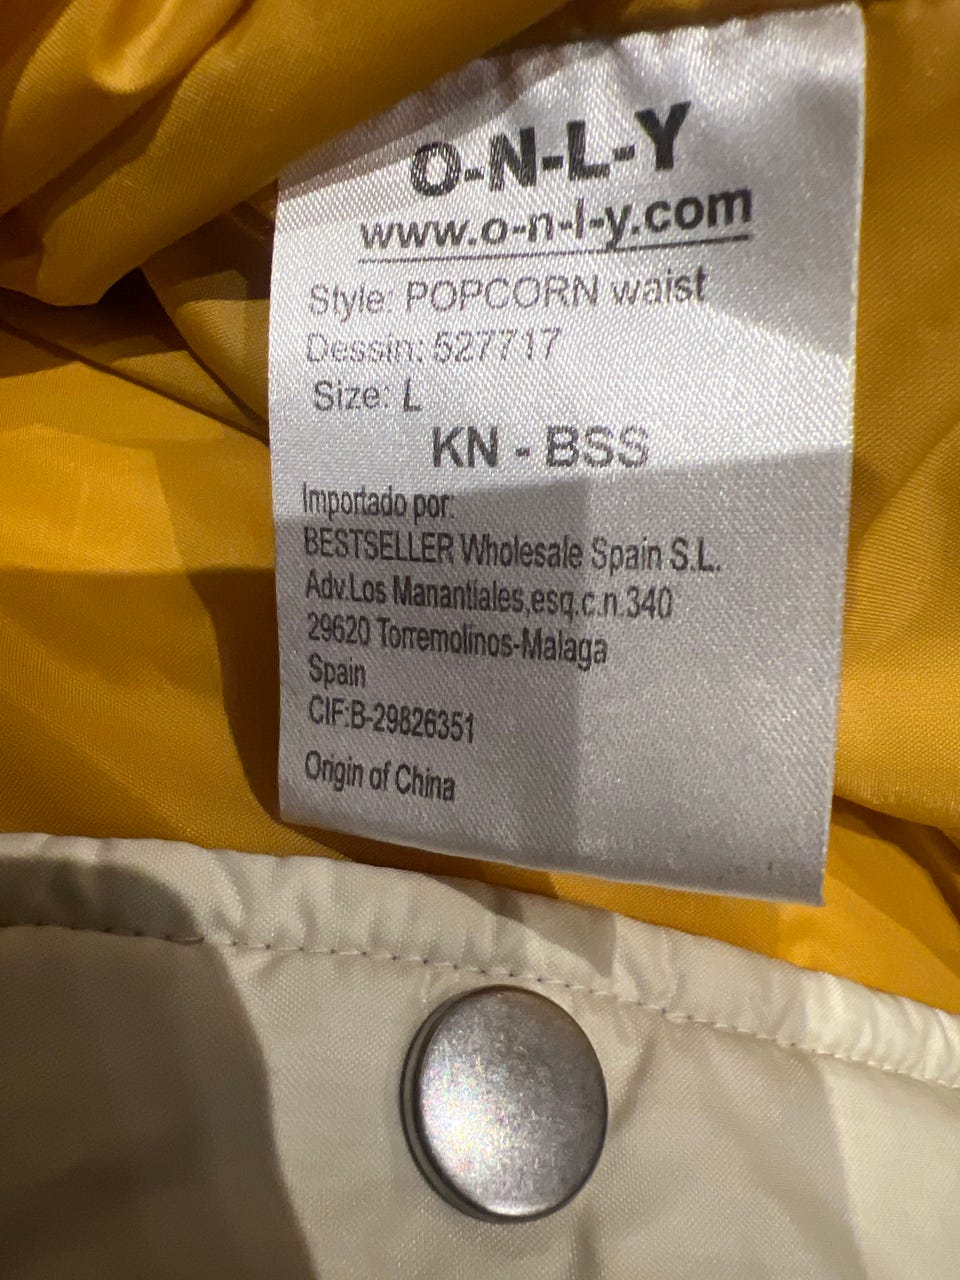 O-N-L-Y
www.o-n-l-y.com
Style: POPCORN waist
Dessin: 527717
Size: L
KN - BSS
Importado por:
BESTSELLER Wholesale Spain S.L.
Adv.Los Manantiales,esq.c.n.340
29620 Torremolinos-Malaga
Spain
CIF:B-29826351
Origin of China